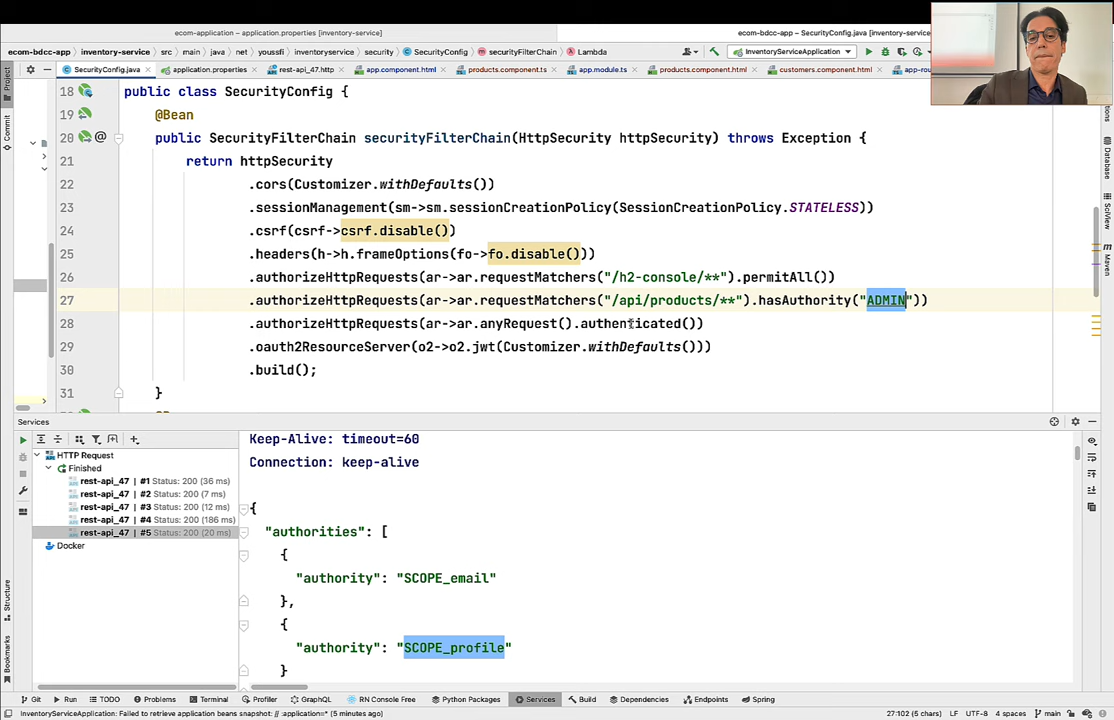 ecom-application – application.properties [inventory-service]
ecom-bdcc-app – SecurityConfig.java [inventory-service]
ecom-bdcc-app inventory-service src main java net youssfi inventoryservice security SecurityConfig securityFilterChain Lambda InventoryServiceApplication
SecurityConfig.java application.properties rest-api_47.http app.component.html products.component.ts app.module.ts products.component.html customers.component.html
Project
Commit
Structure
Bookmarks
Database
SciView
Maven
18 public class SecurityConfig {
19 @Bean
20 @ public SecurityFilterChain securityFilterChain(HttpSecurity httpSecurity) throws Exception {
21 return httpSecurity
22 .cors(Customizer.withDefaults())
23 .sessionManagement(sm->sm.sessionCreationPolicy(SessionCreationPolicy.STATELESS))
24 .csrf(csrf->csrf.disable())
25 .headers(h->h.frameOptions(fo->fo.disable()))
26 .authorizeHttpRequests(ar->ar.requestMatchers("/h2-console/**").permitAll())
27 .authorizeHttpRequests(ar->ar.requestMatchers("/api/products/**").hasAuthority("ADMIN"))
28 .authorizeHttpRequests(ar->ar.anyRequest().authenticated())
29 .oauth2ResourceServer(o2->o2.jwt(Customizer.withDefaults()))
30 .build();
31 }
Services
HTTP Request
Finished
rest-api_47 | #1 Status: 200 (36 ms)
rest-api_47 | #2 Status: 200 (7 ms)
rest-api_47 | #3 Status: 200 (12 ms)
rest-api_47 | #4 Status: 200 (186 ms)
rest-api_47 | #5 Status: 200 (20 ms)
Docker
Keep-Alive: timeout=60
Connection: keep-alive
{
"authorities": [
{
"authority": "SCOPE_email"
},
{
"authority": "SCOPE_profile"
}
Git Run TODO Problems Terminal Profiler GraphQL RN Console Free Python Packages Services Build Dependencies Endpoints Spring
InventoryServiceApplication: Failed to retrieve application beans snapshot: // :application=* (5 minutes ago) 27:102 (5 chars) LF UTF-8 4 spaces main